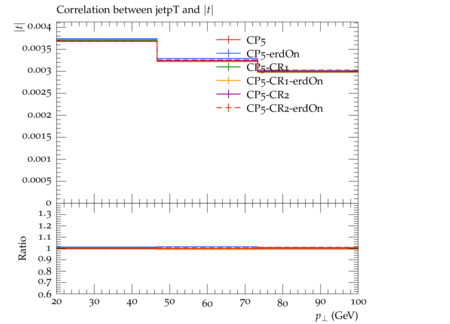 Correlation between jetpT and |t|
|t|
0.004
0.0035
0.003
0.0025
0.002
0.0015
0.001
0.0005
0
CP5
CP5-erdOn
CP5-CR1
CP5-CR1-erdOn
CP5-CR2
CP5-CR2-erdOn
Ratio
1.3
1.2
1.1
1
0.9
0.8
0.7
0.6
20 30 40 50 60 70 80 90 100
p⊥ (GeV)